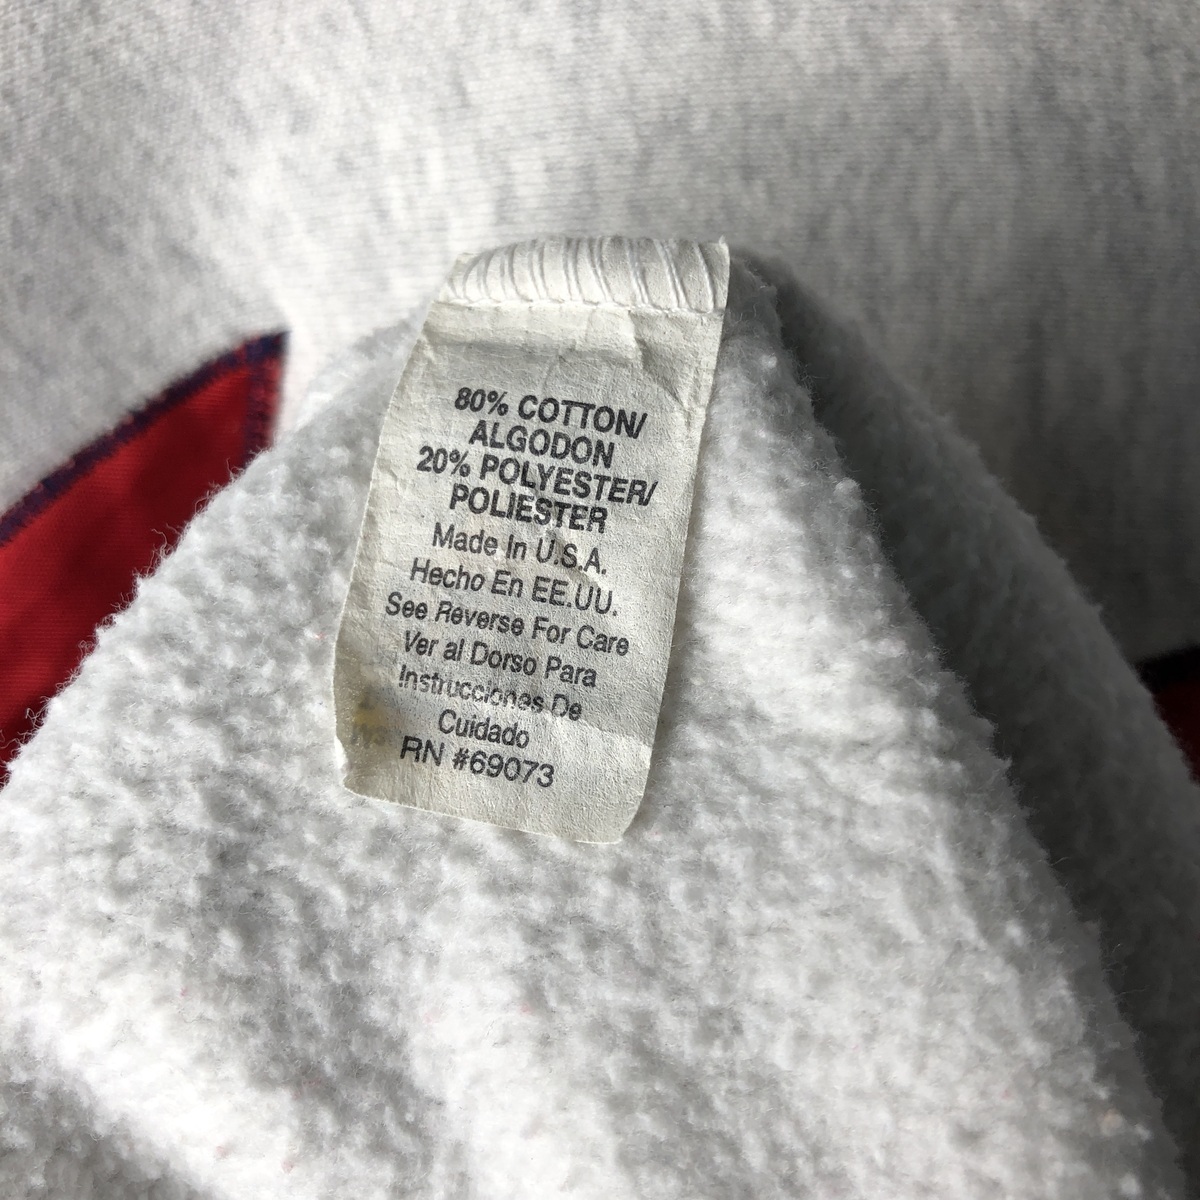 80% COTTON/
ALGODON
20% POLYESTER/
POLIESTER
Made In U.S.A.
Hecho En EE.UU.
See Reverse For Care
Ver al Dorso Para
Instrucciones De
Cuidado
RN #69073